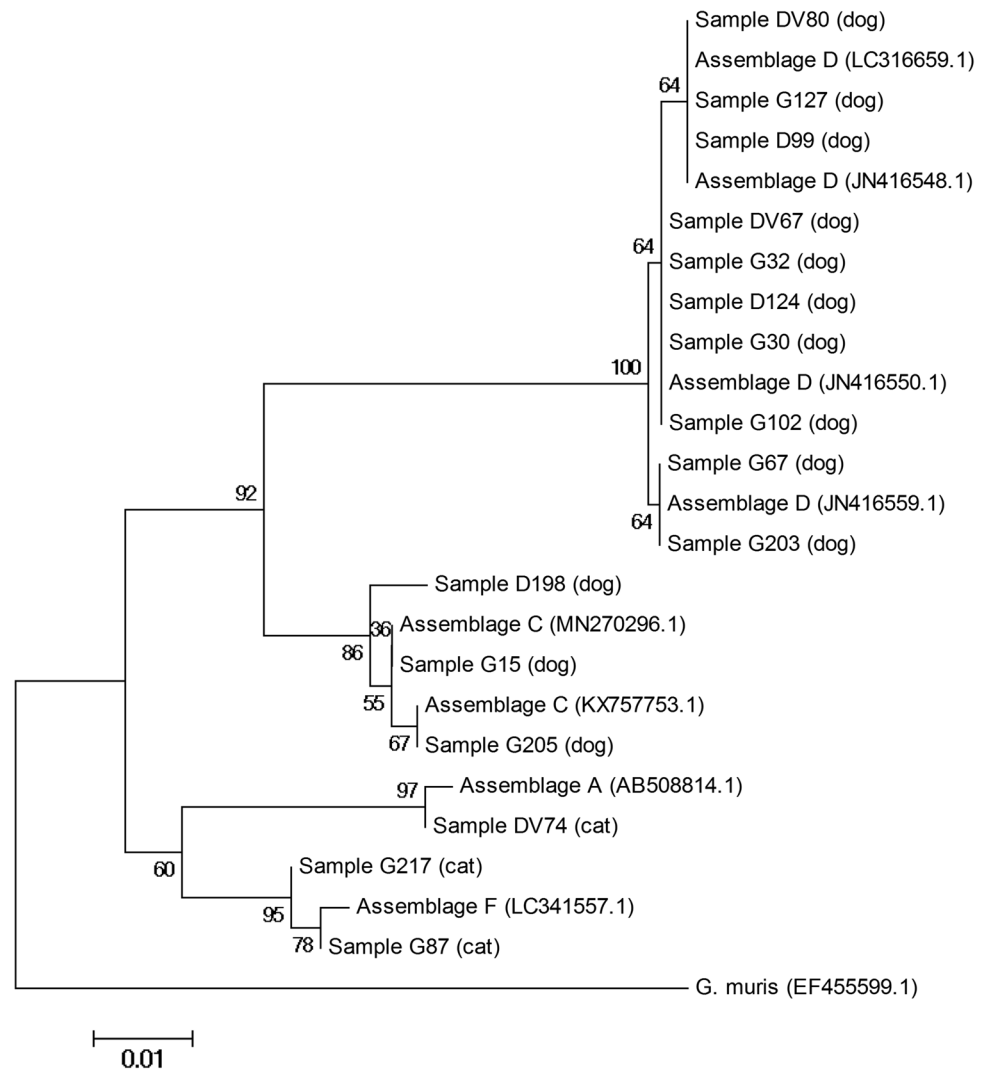 Sample DV80 (dog)
Assemblage D (LC316659.1)
64
Sample G127 (dog)
Sample D99 (dog)
Assemblage D (JN416548.1)
Sample DV67 (dog)
64
Sample G32 (dog)
Sample D124 (dog)
Sample G30 (dog)
100
Assemblage D (JN416550.1)
Sample G102 (dog)
Sample G67 (dog)
92
Assemblage D (JN416559.1)
64
Sample G203 (dog)
Sample D198 (dog)
36
Assemblage C (MN270296.1)
86
Sample G15 (dog)
55
Assemblage C (KX757753.1)
67
Sample G205 (dog)
97
Assemblage A (AB508814.1)
Sample DV74 (cat)
60
Sample G217 (cat)
95
Assemblage F (LC341557.1)
78
Sample G87 (cat)
G. muris (EF455599.1)
0.01